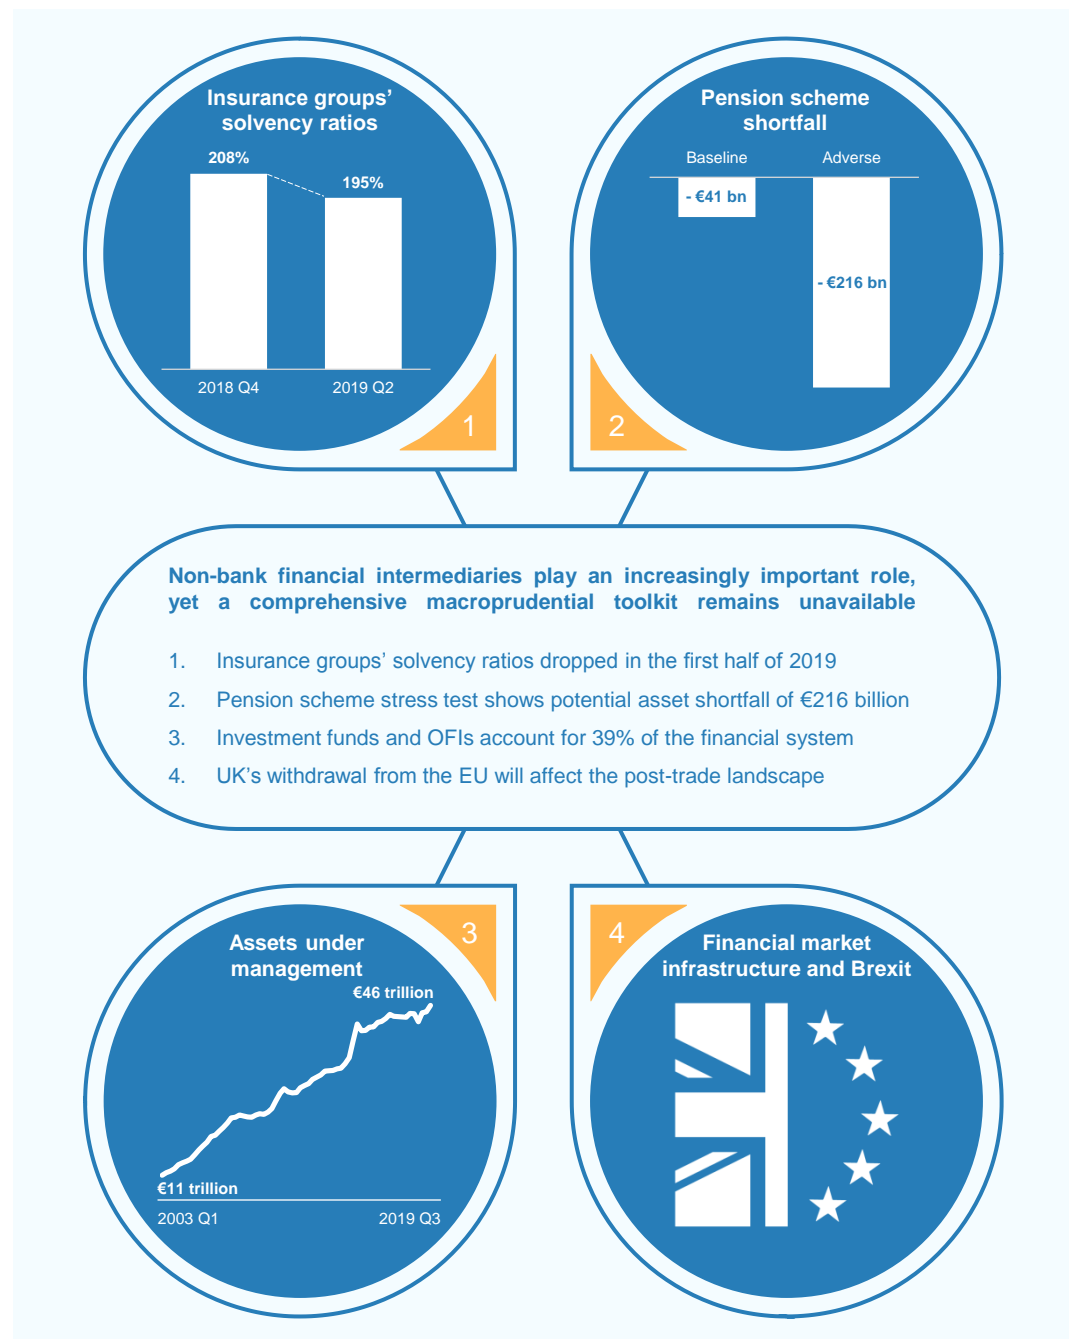 Insurance groups’
solvency ratios
208%
195%
2018 Q4
2019 Q2
1
Pension scheme
shortfall
Baseline
Adverse
- €41 bn
- €216 bn
2
Non-bank financial intermediaries play an increasingly important role,
yet a comprehensive macroprudential toolkit remains unavailable
1. Insurance groups’ solvency ratios dropped in the first half of 2019
2. Pension scheme stress test shows potential asset shortfall of €216 billion
3. Investment funds and OFIs account for 39% of the financial system
4. UK’s withdrawal from the EU will affect the post-trade landscape
3
Assets under
management
€46 trillion
€11 trillion
2003 Q1
2019 Q3
4
Financial market
infrastructure and Brexit